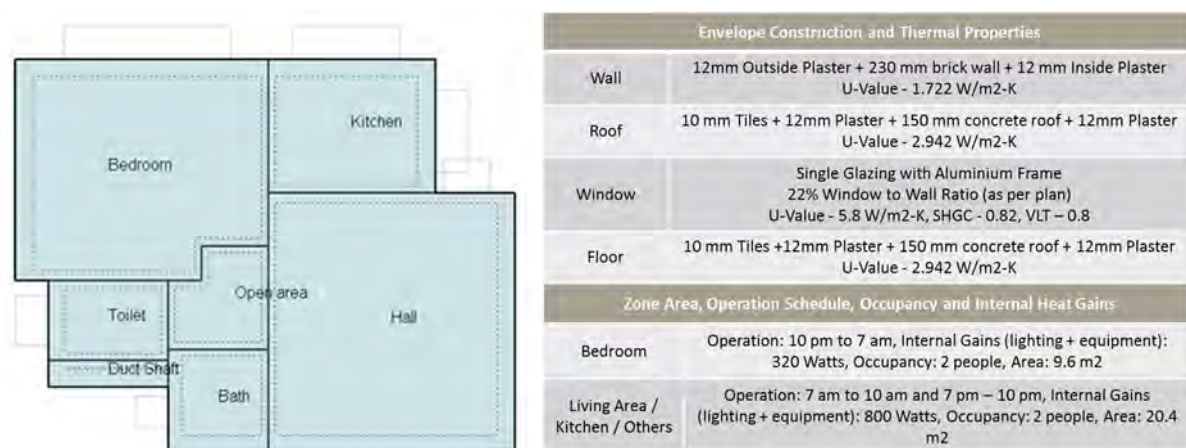 Bedroom
Kitchen
Open area
Hall
Toilet
Duct Shaft
Bath
Envelope Construction and Thermal Properties
Wall
12mm Outside Plaster + 230 mm brick wall + 12 mm Inside Plaster
U-Value - 1.722 W/m2-K
Roof
10 mm Tiles + 12mm Plaster + 150 mm concrete roof + 12mm Plaster
U-Value - 2.942 W/m2-K
Window
Single Glazing with Aluminium Frame
22% Window to Wall Ratio (as per plan)
U-Value - 5.8 W/m2-K, SHGC - 0.82, VLT – 0.8
Floor
10 mm Tiles +12mm Plaster + 150 mm concrete roof + 12mm Plaster
U-Value - 2.942 W/m2-K
Zone Area, Operation Schedule, Occupancy and Internal Heat Gains
Bedroom
Operation: 10 pm to 7 am, Internal Gains (lighting + equipment):
320 Watts, Occupancy: 2 people, Area: 9.6 m2
Living Area /
Kitchen / Others
Operation: 7 am to 10 am and 7 pm – 10 pm, Internal Gains
(lighting + equipment): 800 Watts, Occupancy: 2 people, Area: 20.4
m2